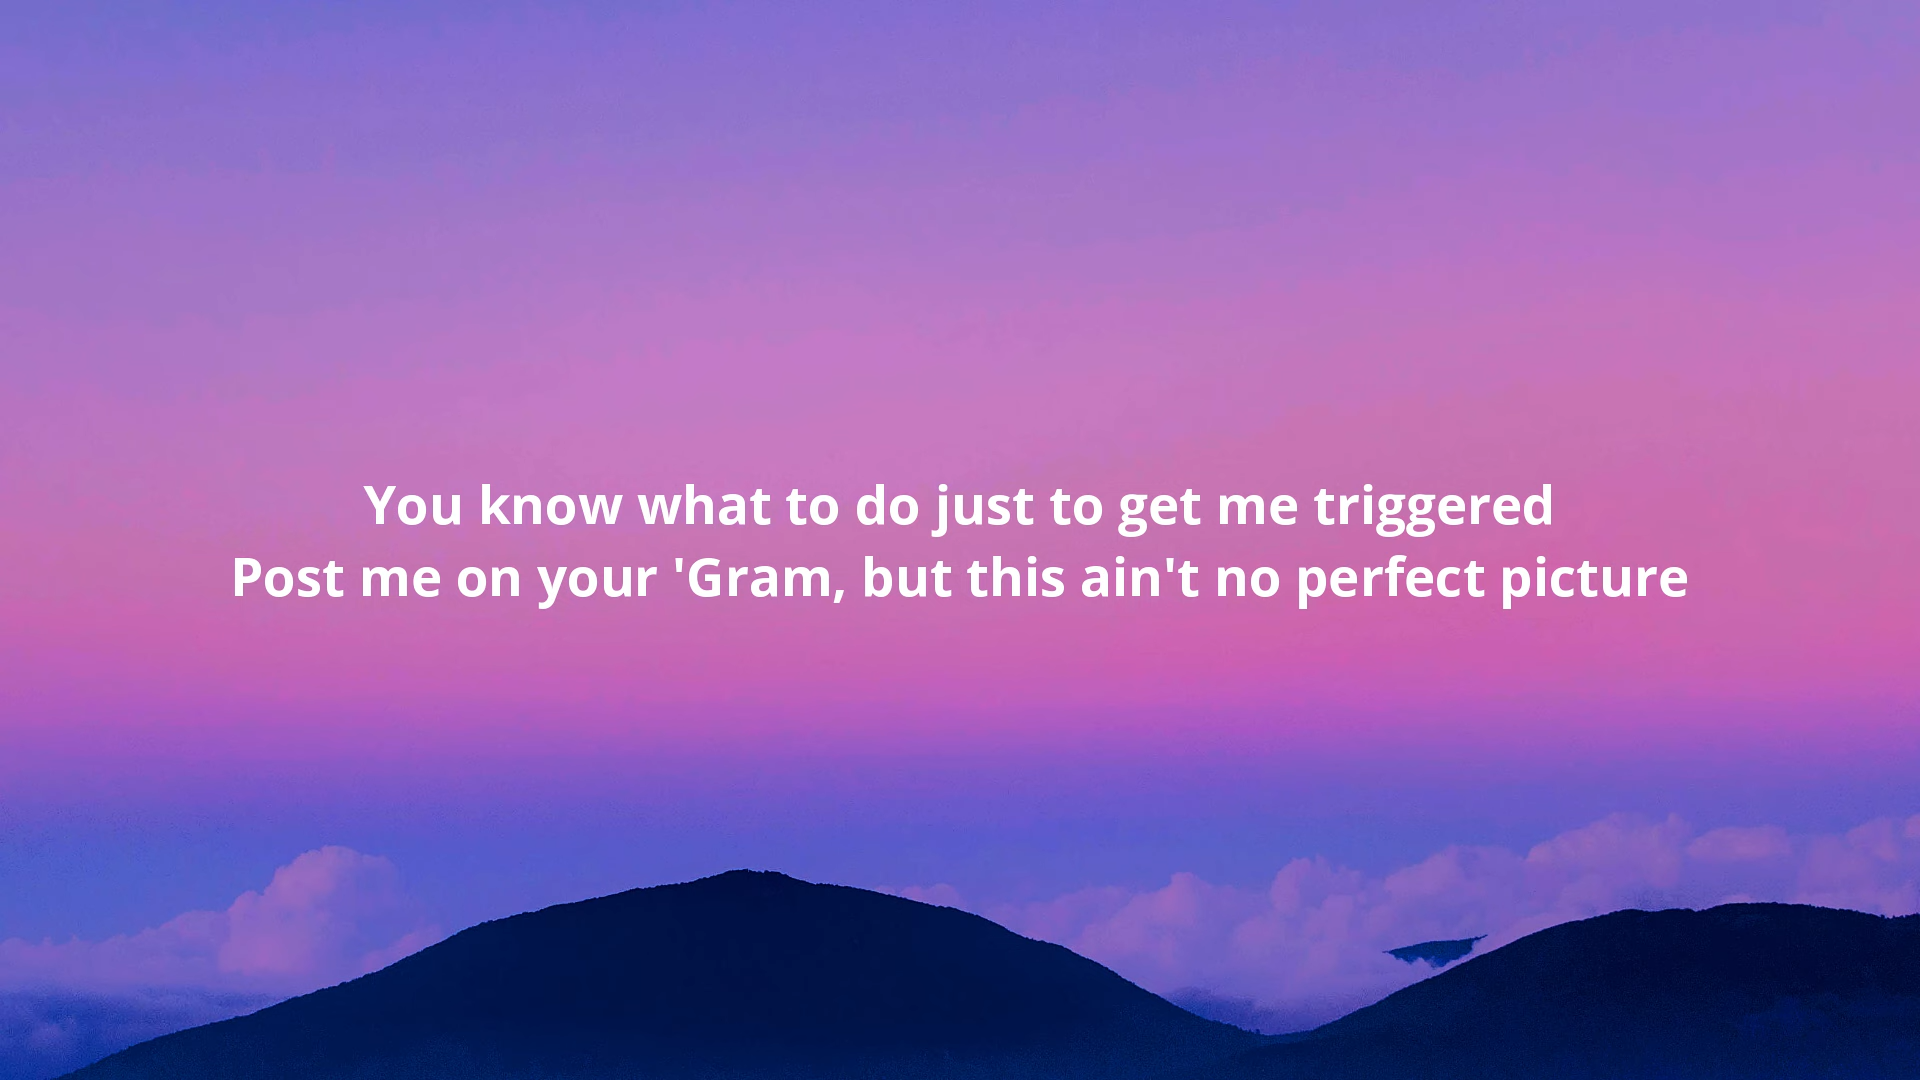 You know what to do just to get me triggered
Post me on your 'Gram, but this ain't no perfect picture